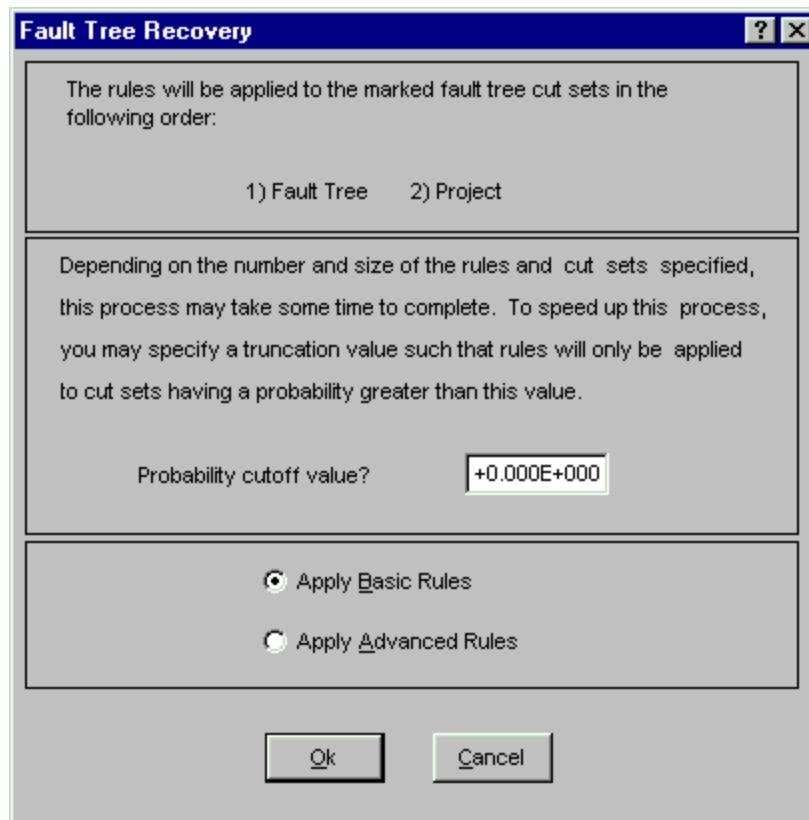 Fault Tree Recovery
The rules will be applied to the marked fault tree cut sets in the
following order:
1) Fault Tree 2) Project
Depending on the number and size of the rules and cut sets specified,
this process may take some time to complete. To speed up this process,
you may specify a truncation value such that rules will only be applied
to cut sets having a probability greater than this value.
Probability cutoff value? +0.000E+000
Apply Basic Rules
Apply Advanced Rules
Ok Cancel